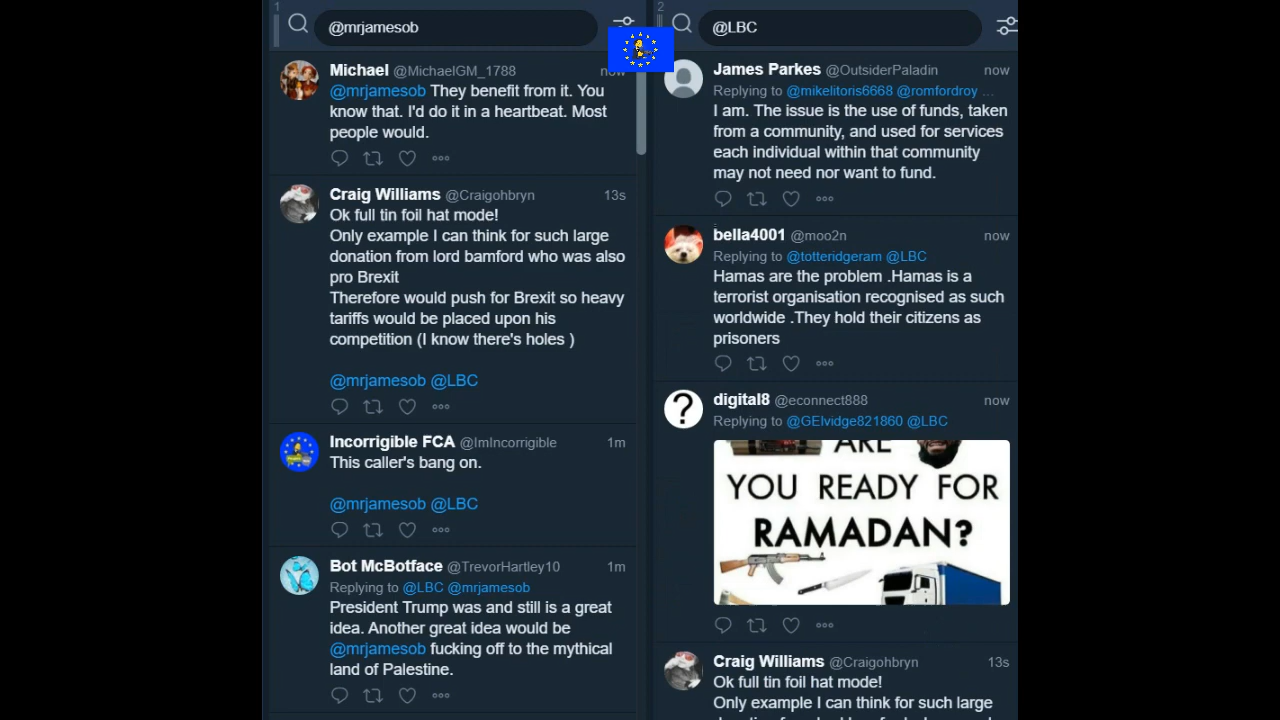 1
@mrjamesob
Michael @MichaelGM_1788 now
@mrjamesob They benefit from it. You
know that. I'd do it in a heartbeat. Most
people would.
Craig Williams @Craigohbryn 13s
Ok full tin foil hat mode!
Only example I can think for such large
donation from lord bamford who was also
pro Brexit
Therefore would push for Brexit so heavy
tariffs would be placed upon his
competition (I know there's holes )
@mrjamesob @LBC
Incorrigible FCA @ImIncorrigible 1m
This caller's bang on.
@mrjamesob @LBC
Bot McBotface @TrevorHartley10 1m
Replying to @LBC @mrjamesob
President Trump was and still is a great
idea. Another great idea would be
@mrjamesob fucking off to the mythical
land of Palestine.
2
@LBC
James Parkes @OutsiderPaladin now
Replying to @mikelitoris6668 @romfordroy ...
I am. The issue is the use of funds, taken
from a community, and used for services
each individual within that community
may not need nor want to fund.
bella4001 @moo2n now
Replying to @totteridgeram @LBC
Hamas are the problem .Hamas is a
terrorist organisation recognised as such
worldwide .They hold their citizens as
prisoners
digital8 @econnect888 now
Replying to @GElvidge821860 @LBC
ARE
YOU READY FOR
RAMADAN?
Craig Williams @Craigohbryn 13s
Ok full tin foil hat mode!
Only example I can think for such large